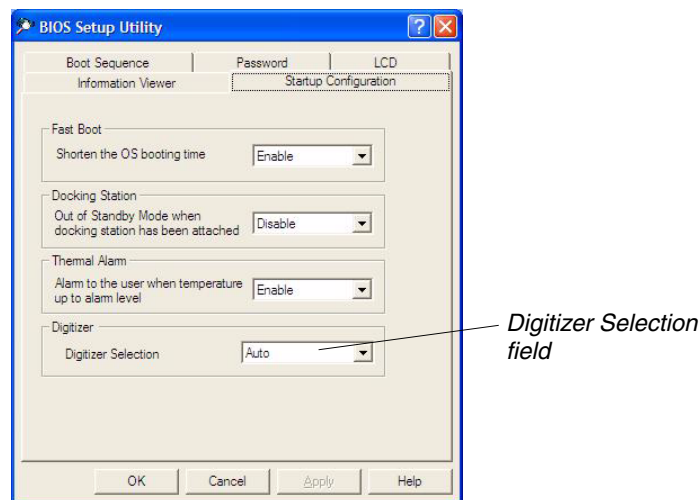 BIOS Setup Utility
Boot Sequence
Password
LCD
Information Viewer
Startup Configuration
Fast Boot
Shorten the OS booting time
Enable
Docking Station
Out of Standby Mode when
docking station has been attached
Disable
Thermal Alarm
Alarm to the user when temperature
up to alarm level
Enable
Digitizer
Digitizer Selection
Auto
Digitizer Selection
field
OK
Cancel
Apply
Help